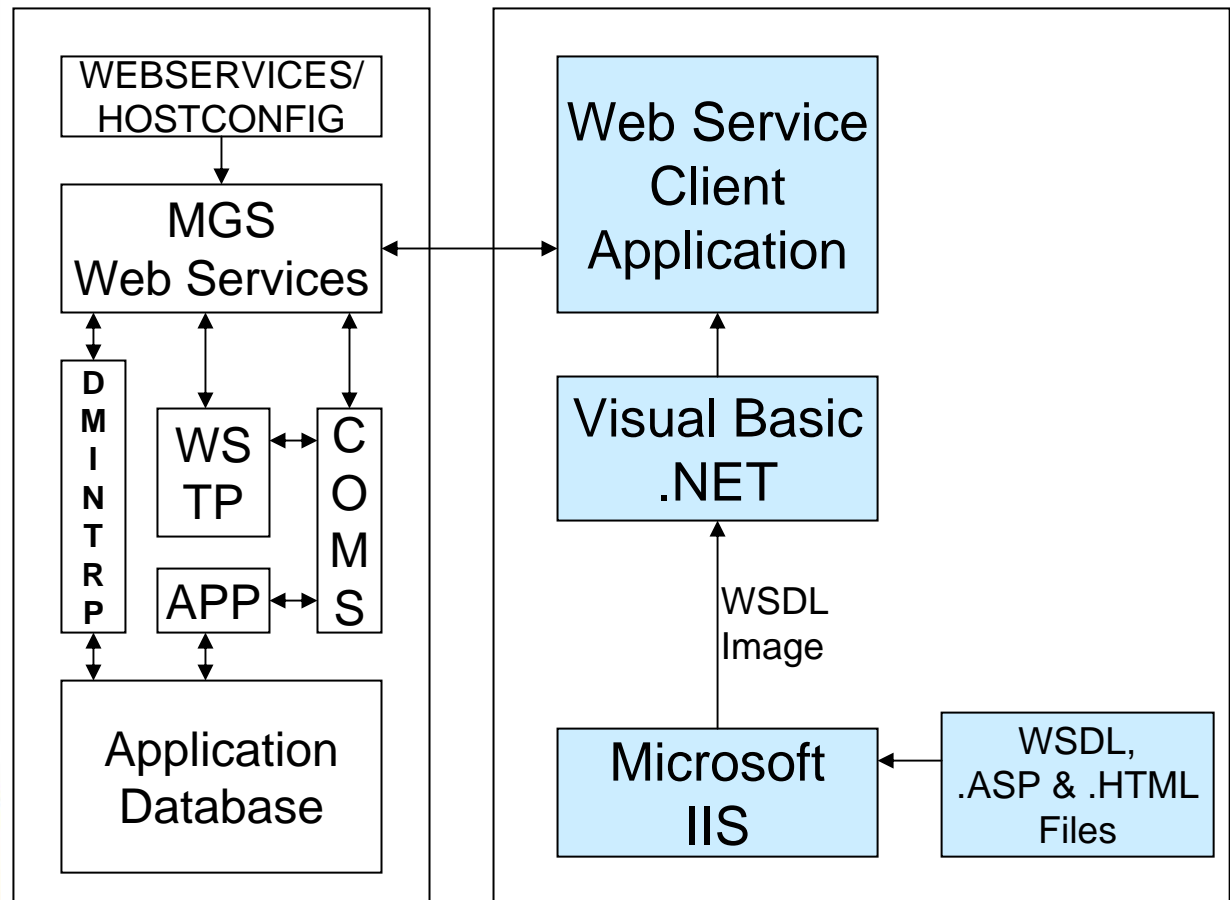 WEBSERVICES/
HOSTCONFIG
MGS
Web Services
D
M
I
N
T
R
P
WS
TP
C
O
M
S
APP
Application
Database
Web Service
Client
Application
Visual Basic
.NET
WSDL
Image
Microsoft
IIS
WSDL,
.ASP & .HTML
Files